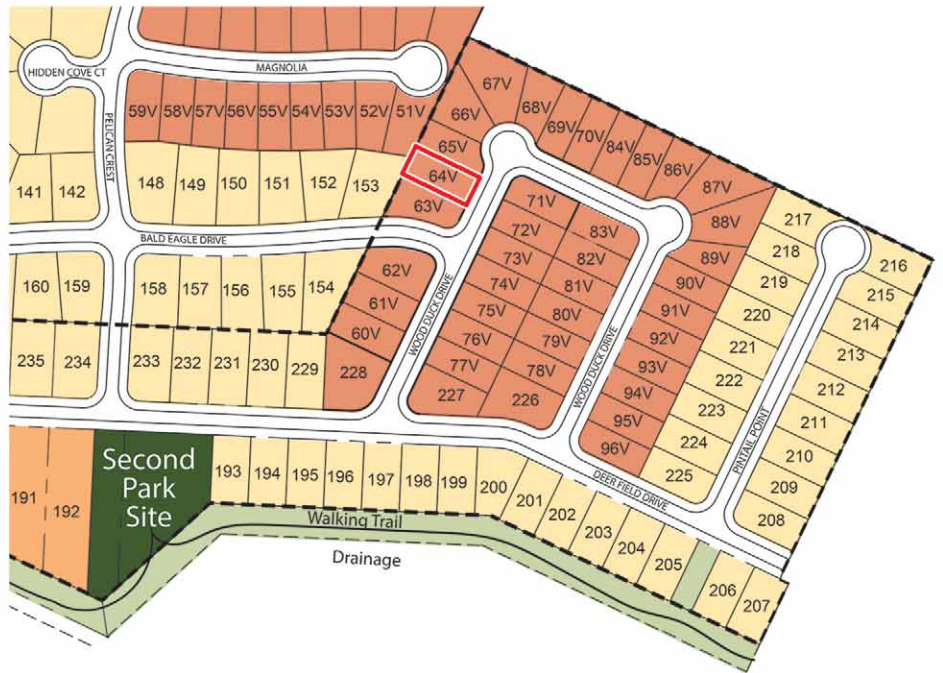 HIDDEN COVE CT
MAGNOLIA
PELICAN CREST
59V 58V 57V 56V 55V 54V 53V 52V 51V
67V
66V
68V
69V
70V
84V
85V
86V
87V
88V
65V
64V
63V
141 142
148 149 150 151 152 153
BALD EAGLE DRIVE
160 159
158 157 156 155 154
62V
61V
60V
228
WOOD DUCK DRIVE
71V
72V
73V
74V
75V
76V
77V
227
83V
82V
81V
80V
79V
78V
226
WOOD DUCK DRIVE
89V
90V
91V
92V
93V
94V
95V
96V
217
218
219
220
221
222
223
224
225
PINTAIL POINT
216
215
214
213
212
211
210
209
208
235 234
233 232 231 230 229
DEER FIELD DRIVE
191
192
Second
Park
Site
193 194 195 196 197 198 199 200
201
202
203
204
205
206
207
Walking Trail
Drainage